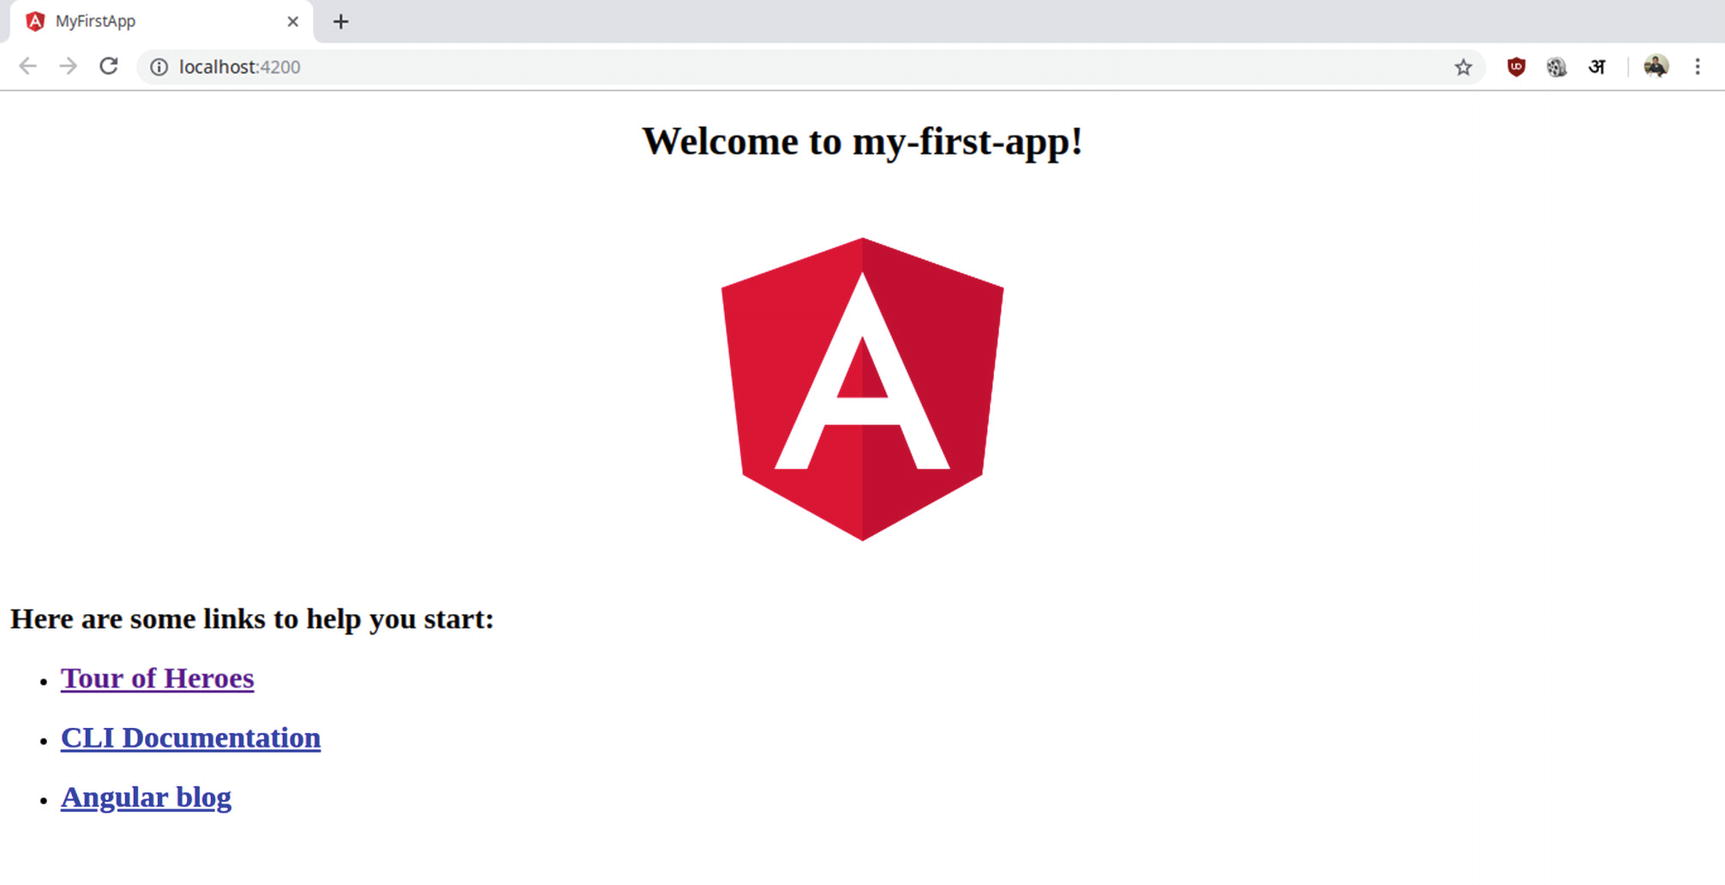 MyFirstApp
localhost:4200
अ
Welcome to my-first-app!
A
Here are some links to help you start:
Tour of Heroes
CLI Documentation
Angular blog